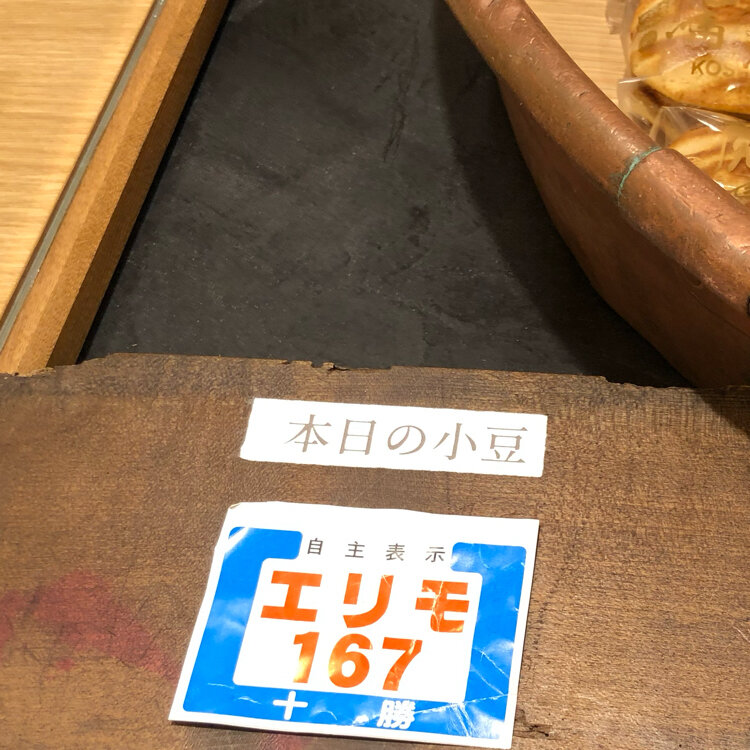 本日の小豆
自主表示
エリモ
167
十勝